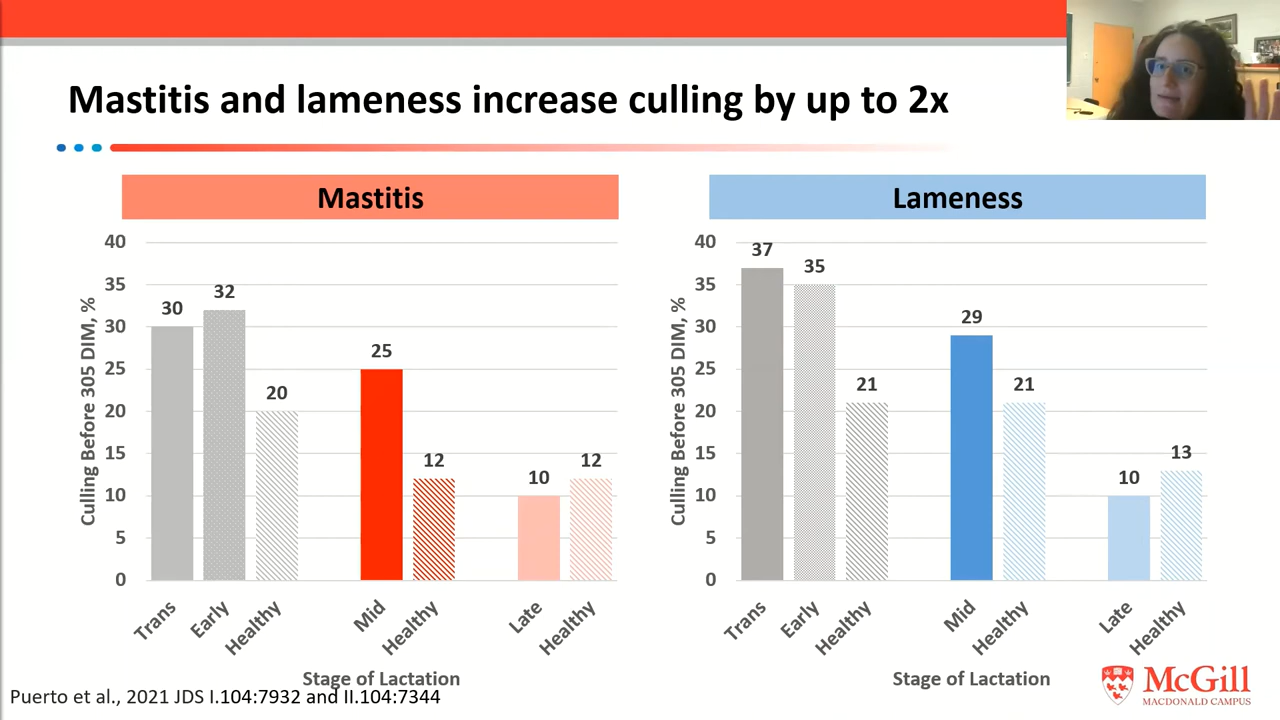 Mastitis and lameness increase culling by up to 2x
Mastitis
Culling Before 305 DIM, %
40
35
30
25
20
15
10
5
0
30
32
20
25
12
10
12
Trans
Early
Healthy
Mid
Healthy
Late
Healthy
Stage of Lactation
Lameness
Culling Before 305 DIM, %
40
35
30
25
20
15
10
5
0
37
35
21
29
21
10
13
Trans
Early
Healthy
Mid
Healthy
Late
Healthy
Stage of Lactation
Puerto et al., 2021 JDS I.104:7932 and II.104:7344
McGill
MACDONALD CAMPUS